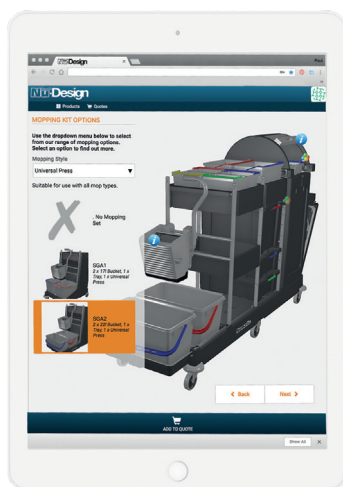 NuDesign
Paul
NuDesign
Products
Quotes
MOPPING KIT OPTIONS
Use the dropdown menu below to select
from our range of mopping options.
Select an option to find out more.
Mopping Style
Universal Press
Suitable for use with all mop types.
. No Mopping
Set
SGA1
2 x 17l Bucket, 1 x
Tray, 1 x Universal
Press
SGA2
2 x 22l Bucket, 1 x
Tray, 1 x Universal
Press
Back
Next
ADD TO QUOTE
Show All